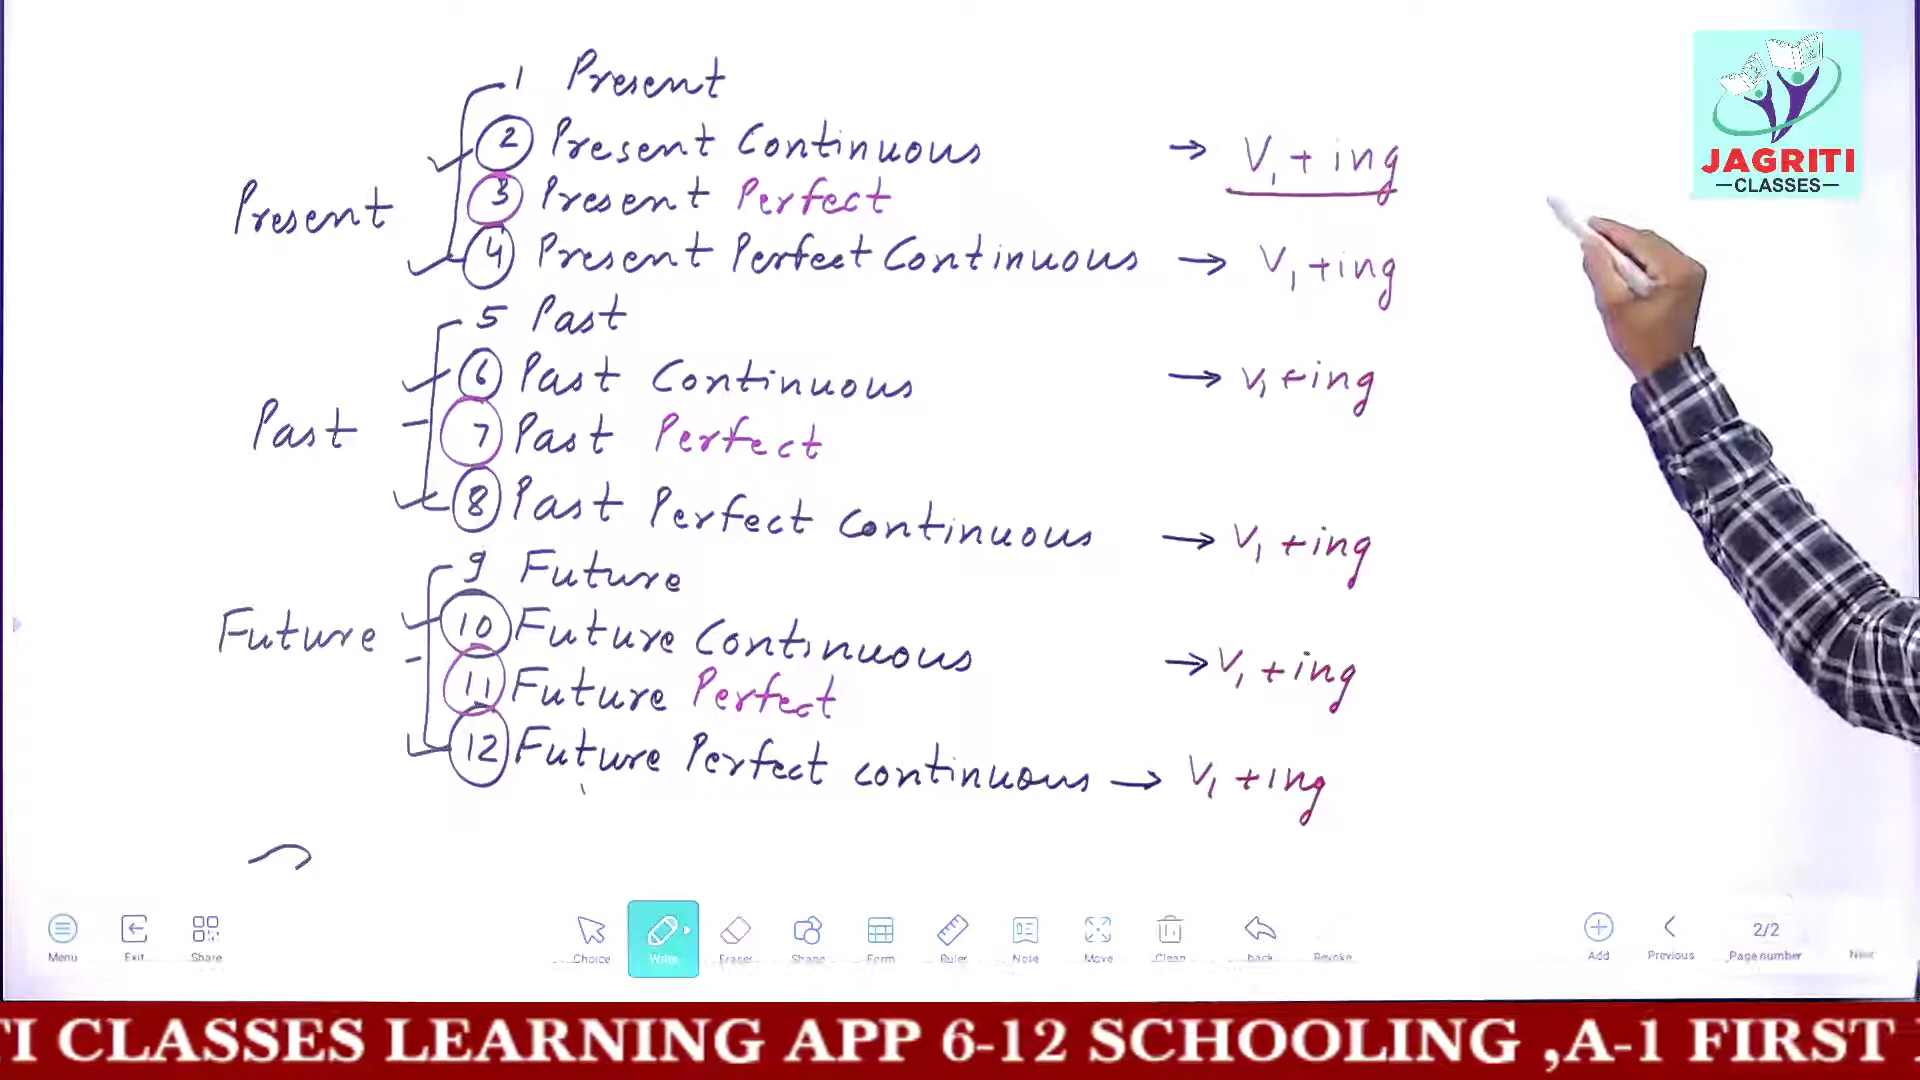 1 Present
2 Present Continuous → V1 + ing
3 Present Perfect
Present
4 Present Perfect Continuous → V1 + ing
5 Past
6 Past Continuous → V1 + ing
Past
7 Past Perfect
8 Past Perfect Continuous → V1 + ing
9 Future
Future
10 Future Continuous → V1 + ing
11 Future Perfect
12 Future Perfect continuous → V1 + ing
JAGRITI
CLASSES
Menu Exit Share Choice Write Eraser Shape Form Ruler Note Move Clean back Revoke Add Previous 2/2 Page number Next
TI CLASSES LEARNING APP 6-12 SCHOOLING ,A-1 FIRST